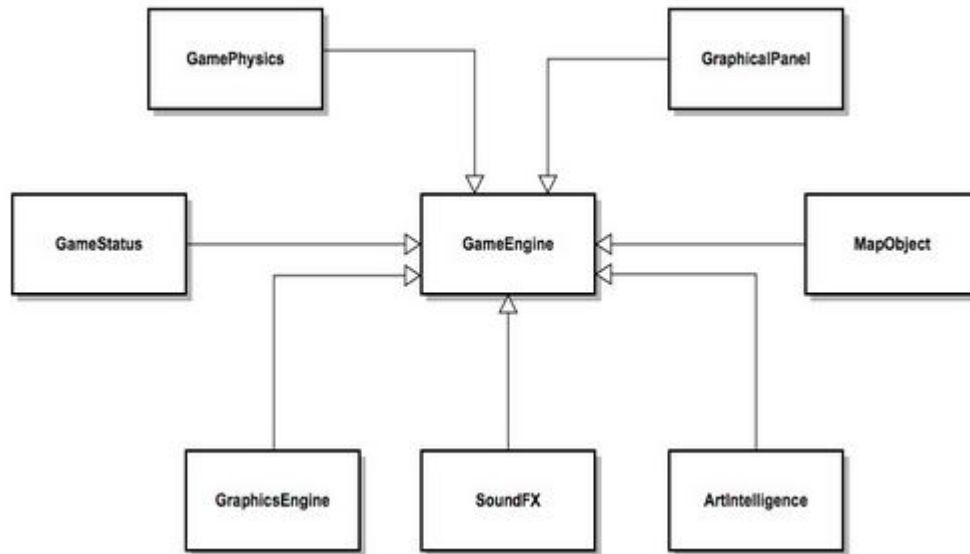 GamePhysics
GraphicalPanel
GameStatus
GameEngine
MapObject
GraphicsEngine
SoundFX
ArtIntelligence